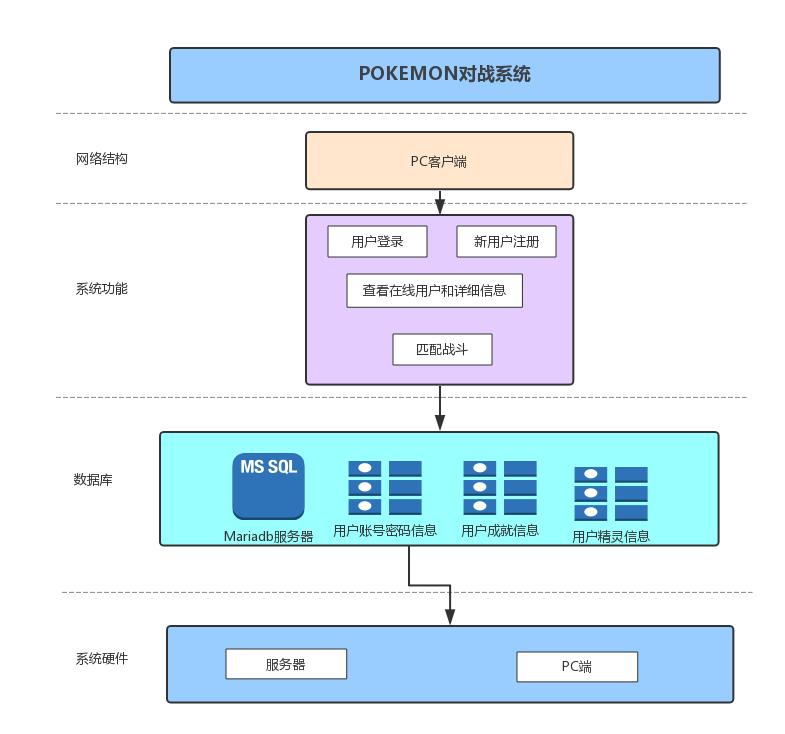 POKEMON对战系统
网络结构
PC客户端
用户登录
新用户注册
系统功能
查看在线用户和详细信息
匹配战斗
数据库
MS SQL
Mariadb服务器
用户账号密码信息
用户成就信息
用户精灵信息
系统硬件
服务器
PC端